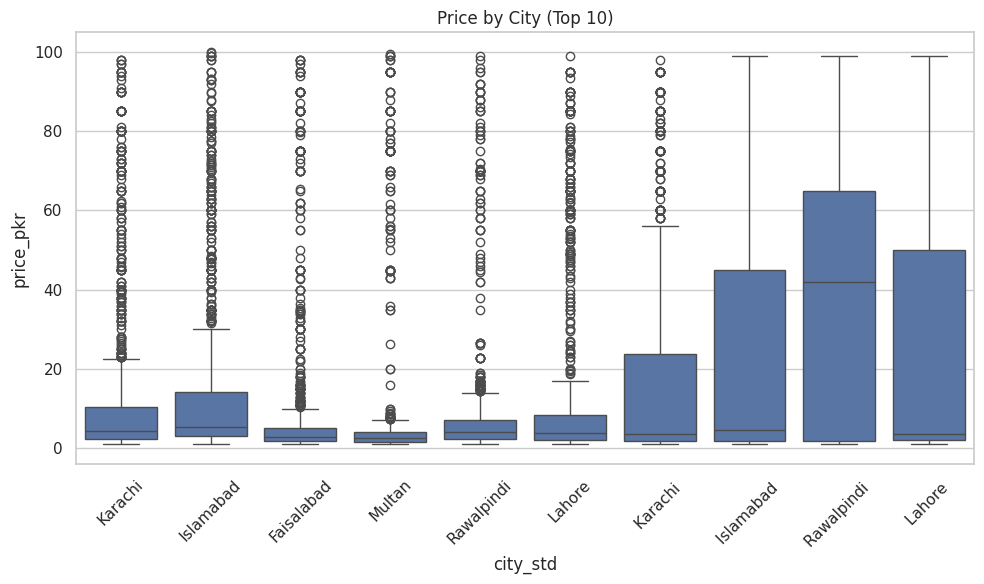 Price by City (Top 10)
price_pkr
100
80
60
40
20
0
Karachi
Islamabad
Faisalabad
Multan
Rawalpindi
Lahore
Karachi
Islamabad
Rawalpindi
Lahore
city_std